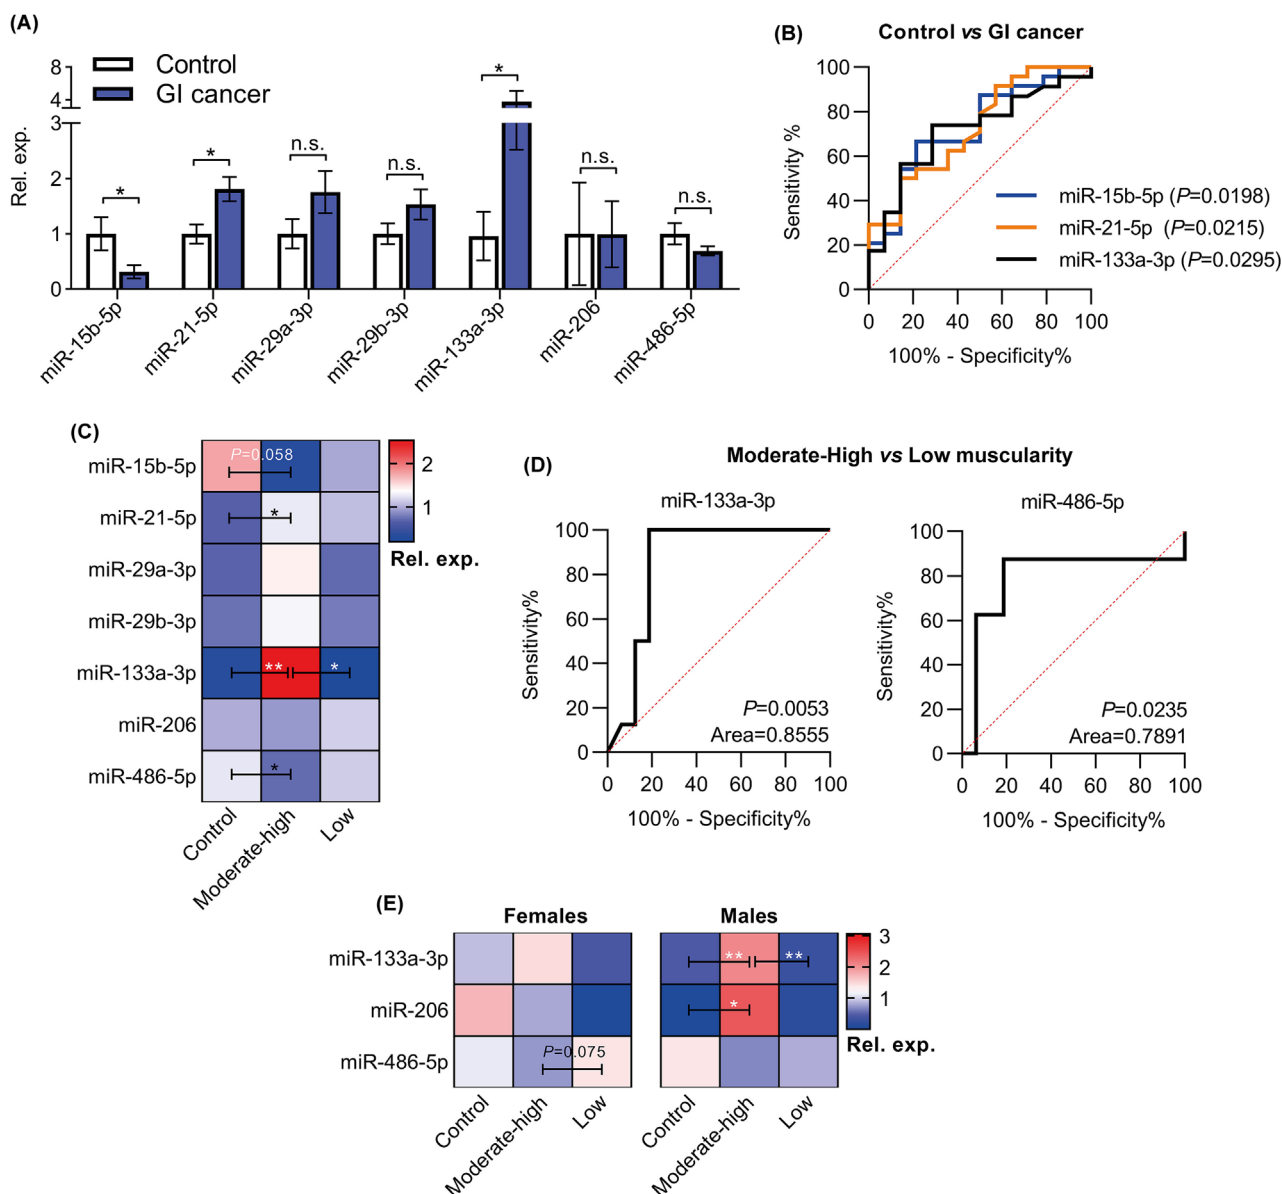 (A)
Control
GI cancer
Rel. exp.
8
4
3
2
1
0
*
*
n.s.
n.s.
*
n.s.
n.s.
miR-15b-5p
miR-21-5p
miR-29a-3p
miR-29b-3p
miR-133a-3p
miR-206
miR-486-5p
(B)
Control vs GI cancer
Sensitivity %
100
80
60
40
20
0
miR-15b-5p (P=0.0198)
miR-21-5p (P=0.0215)
miR-133a-3p (P=0.0295)
0 20 40 60 80 100
100% - Specificity%
(C)
miR-15b-5p
P=0.058
miR-21-5p
*
miR-29a-3p
miR-29b-3p
miR-133a-3p
** *
miR-206
miR-486-5p
*
Control
Moderate-high
Low
2
1
Rel. exp.
(D)
Moderate-High vs Low muscularity
miR-133a-3p
Sensitivity%
100
80
60
40
20
0
P=0.0053
Area=0.8555
0 20 40 60 80 100
100% - Specificity%
miR-486-5p
Sensitivity%
100
80
60
40
20
0
P=0.0235
Area=0.7891
0 20 40 60 80 100
100% - Specificity%
(E)
Females
Males
miR-133a-3p
** **
miR-206
*
miR-486-5p
P=0.075
Control
Moderate-high
Low
Control
Moderate-high
Low
3
2
1
Rel. exp.